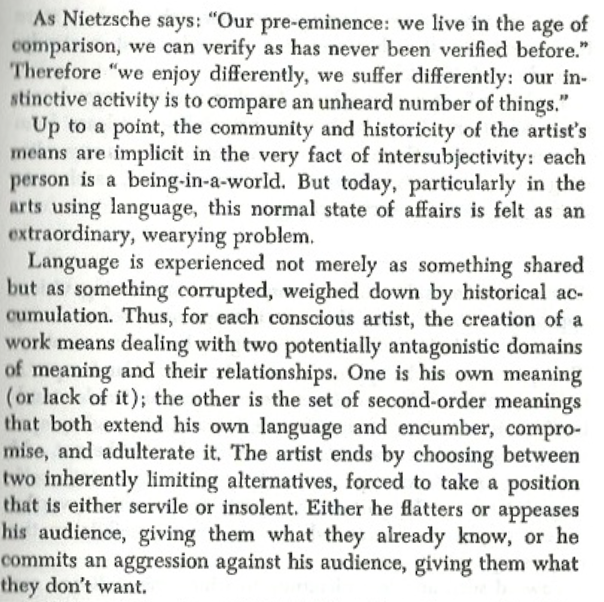 As Nietzsche says: “Our pre-eminence: we live in the age of
comparison, we can verify as has never been verified before.”
Therefore “we enjoy differently, we suffer differently: our in-
stinctive activity is to compare an unheard number of things.”
Up to a point, the community and historicity of the artist’s
means are implicit in the very fact of intersubjectivity: each
person is a being-in-a-world. But today, particularly in the
arts using language, this normal state of affairs is felt as an
extraordinary, wearying problem.
Language is experienced not merely as something shared
but as something corrupted, weighed down by historical ac-
cumulation. Thus, for each conscious artist, the creation of a
work means dealing with two potentially antagonistic domains
of meaning and their relationships. One is his own meaning
(or lack of it); the other is the set of second-order meanings
that both extend his own language and encumber, compro-
mise, and adulterate it. The artist ends by choosing between
two inherently limiting alternatives, forced to take a position
that is either servile or insolent. Either he flatters or appeases
his audience, giving them what they already know, or he
commits an aggression against his audience, giving them what
they don’t want.